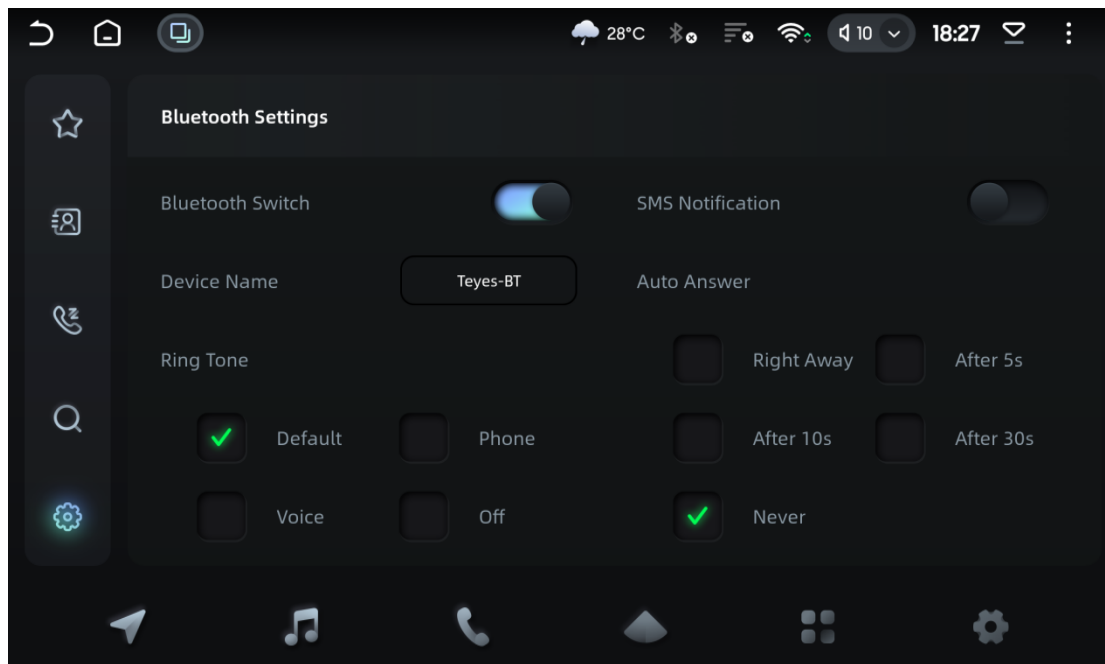 28°C 10 18:27
Bluetooth Settings
Bluetooth Switch SMS Notification
Device Name Teyes-BT Auto Answer
Ring Tone Right Away After 5s
Default Phone After 10s After 30s
Voice Off Never